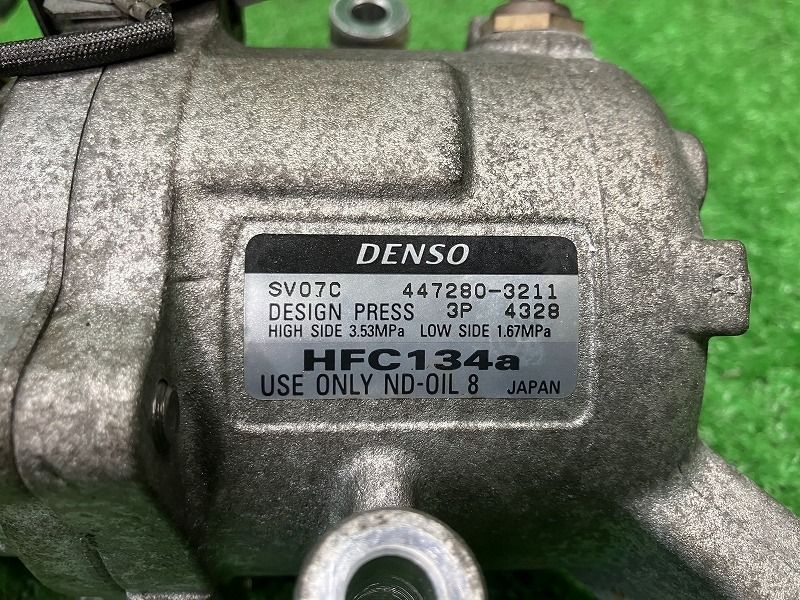 DENSO
SV07C 447280-3211
DESIGN PRESS 3P 4328
HIGH SIDE 3.53MPa LOW SIDE 1.67MPa
HFC134a
USE ONLY ND-OIL 8 JAPAN